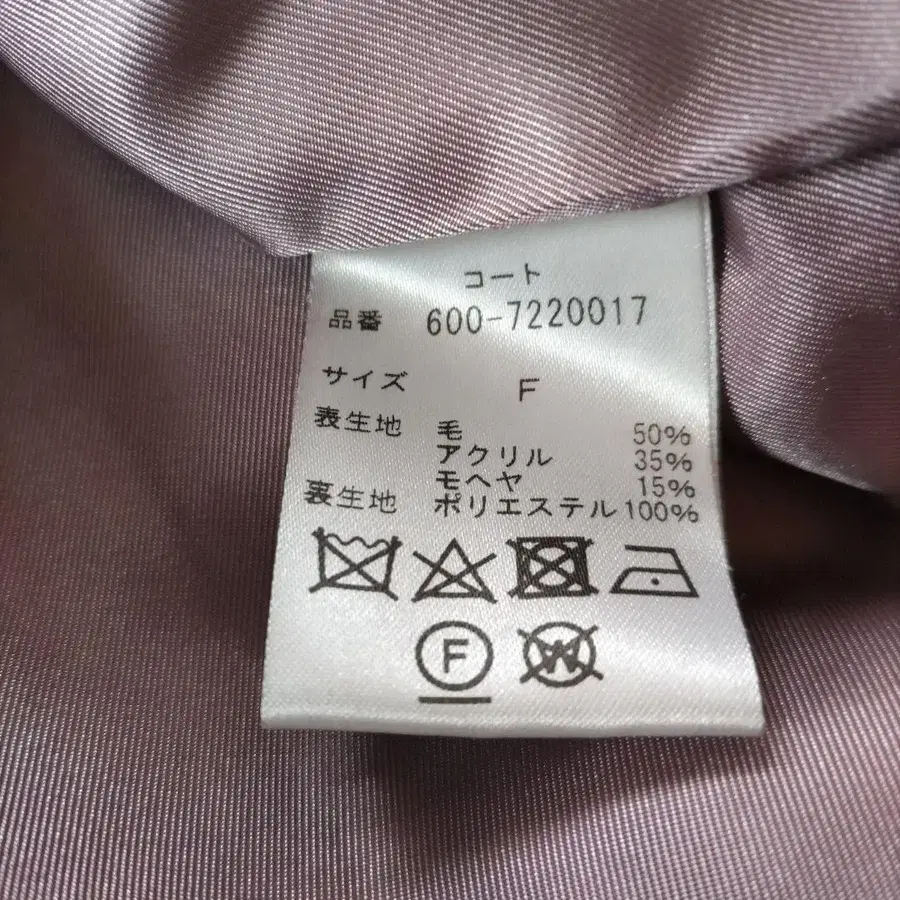 コート
品番 600-7220017
サイズ F
表生地 毛 50%
アクリル 35%
モヘヤ 15%
裏生地 ポリエステル 100%
F W